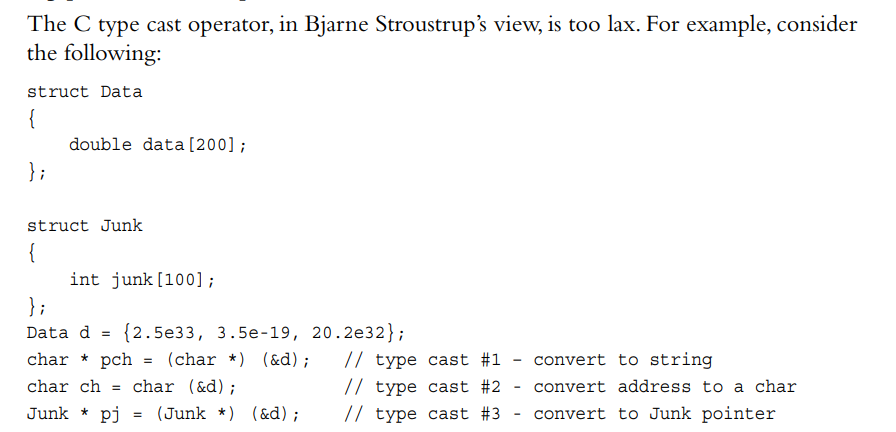 The C type cast operator, in Bjarne Stroustrup’s view, is too lax. For example, consider
the following:
struct Data
{
    double data[200];
};
struct Junk
{
    int junk[100];
};
Data d = {2.5e33, 3.5e-19, 20.2e32};
char * pch = (char *) (&d);   // type cast #1 - convert to string
char ch = char (&d);          // type cast #2 - convert address to a char
Junk * pj = (Junk *) (&d);    // type cast #3 - convert to Junk pointer